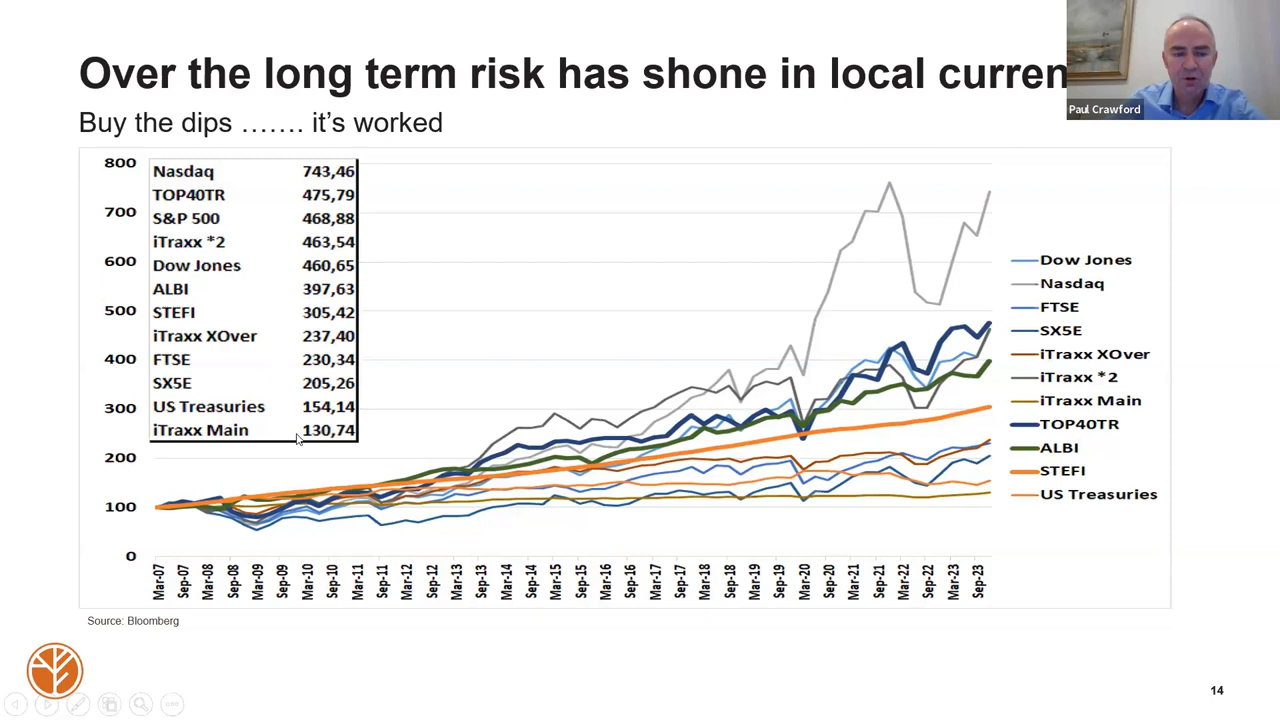 Over the long term risk has shone in local curren
Buy the dips ……. it’s worked
Paul Crawford
800
700
600
500
400
300
200
100
0
Nasdaq 743,46
TOP40TR 475,79
S&P 500 468,88
iTraxx *2 463,54
Dow Jones 460,65
ALBI 397,63
STEFI 305,42
iTraxx XOver 237,40
FTSE 230,34
SX5E 205,26
US Treasuries 154,14
iTraxx Main 130,74
Dow Jones
Nasdaq
FTSE
SX5E
iTraxx XOver
iTraxx *2
iTraxx Main
TOP40TR
ALBI
STEFI
US Treasuries
Mar-07
Sep-07
Mar-08
Sep-08
Mar-09
Sep-09
Mar-10
Sep-10
Mar-11
Sep-11
Mar-12
Sep-12
Mar-13
Sep-13
Mar-14
Sep-14
Mar-15
Sep-15
Mar-16
Sep-16
Mar-17
Sep-17
Mar-18
Sep-18
Mar-19
Sep-19
Mar-20
Sep-20
Mar-21
Sep-21
Mar-22
Sep-22
Mar-23
Sep-23
Source: Bloomberg
14